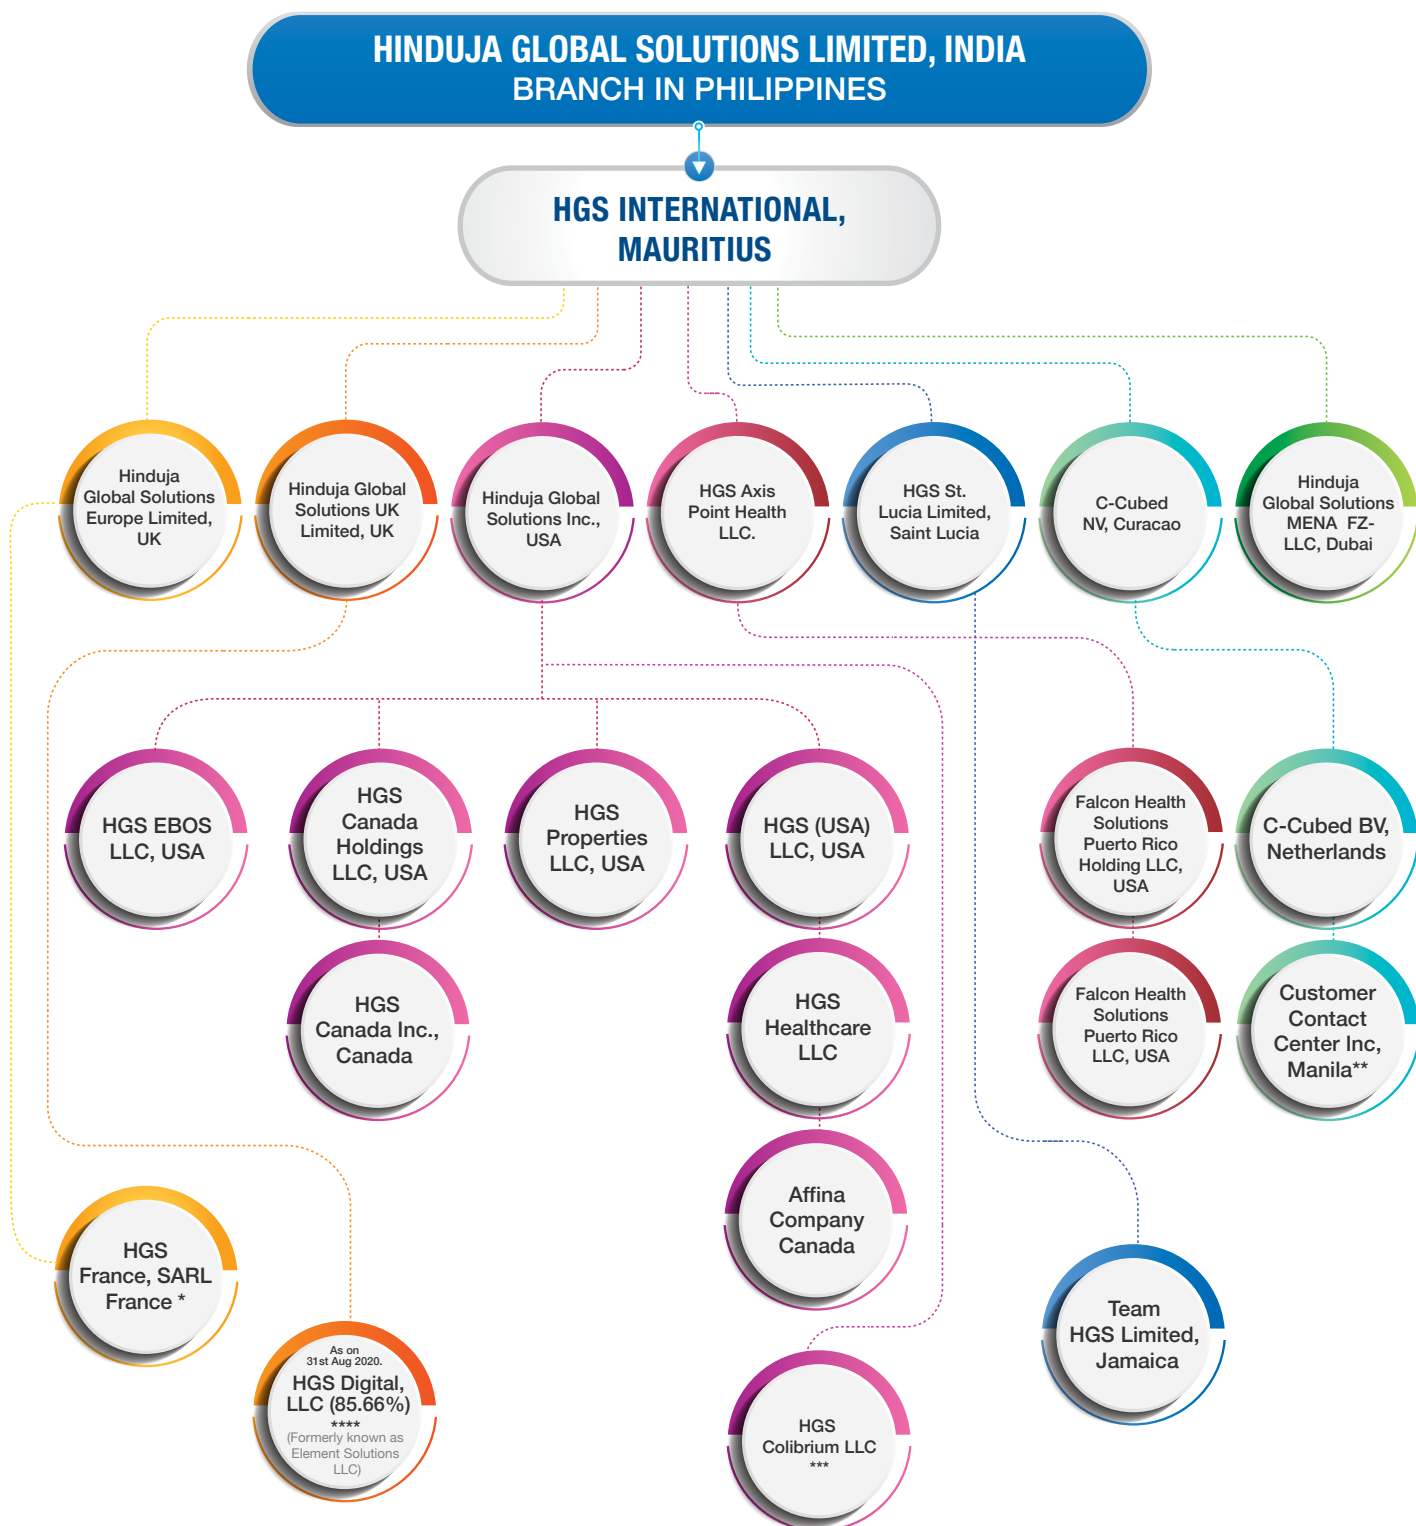 HINDUJA GLOBAL SOLUTIONS LIMITED, INDIA
BRANCH IN PHILIPPINES
HGS INTERNATIONAL,
MAURITIUS
Hinduja
Global Solutions
Europe Limited,
UK
Hinduja Global
Solutions UK
Limited, UK
Hinduja Global
Solutions Inc.,
USA
HGS Axis
Point Health
LLC.
HGS St.
Lucia Limited,
Saint Lucia
C-Cubed
NV, Curacao
Hinduja
Global Solutions
MENA FZ-
LLC, Dubai
HGS EBOS
LLC, USA
HGS
Canada
Holdings
LLC, USA
HGS
Properties
LLC, USA
HGS (USA)
LLC, USA
Falcon Health
Solutions
Puerto Rico
Holding LLC,
USA
C-Cubed BV,
Netherlands
HGS
Canada Inc.,
Canada
HGS
Healthcare
LLC
Falcon Health
Solutions
Puerto Rico
LLC, USA
Customer
Contact
Center Inc,
Manila**
Affina
Company
Canada
HGS
France, SARL
France *
Team
HGS Limited,
Jamaica
As on
31st Aug 2020.
HGS Digital,
LLC (85.66%)
****
(Formerly known as
Element Solutions
LLC)
HGS
Colibrium LLC
***